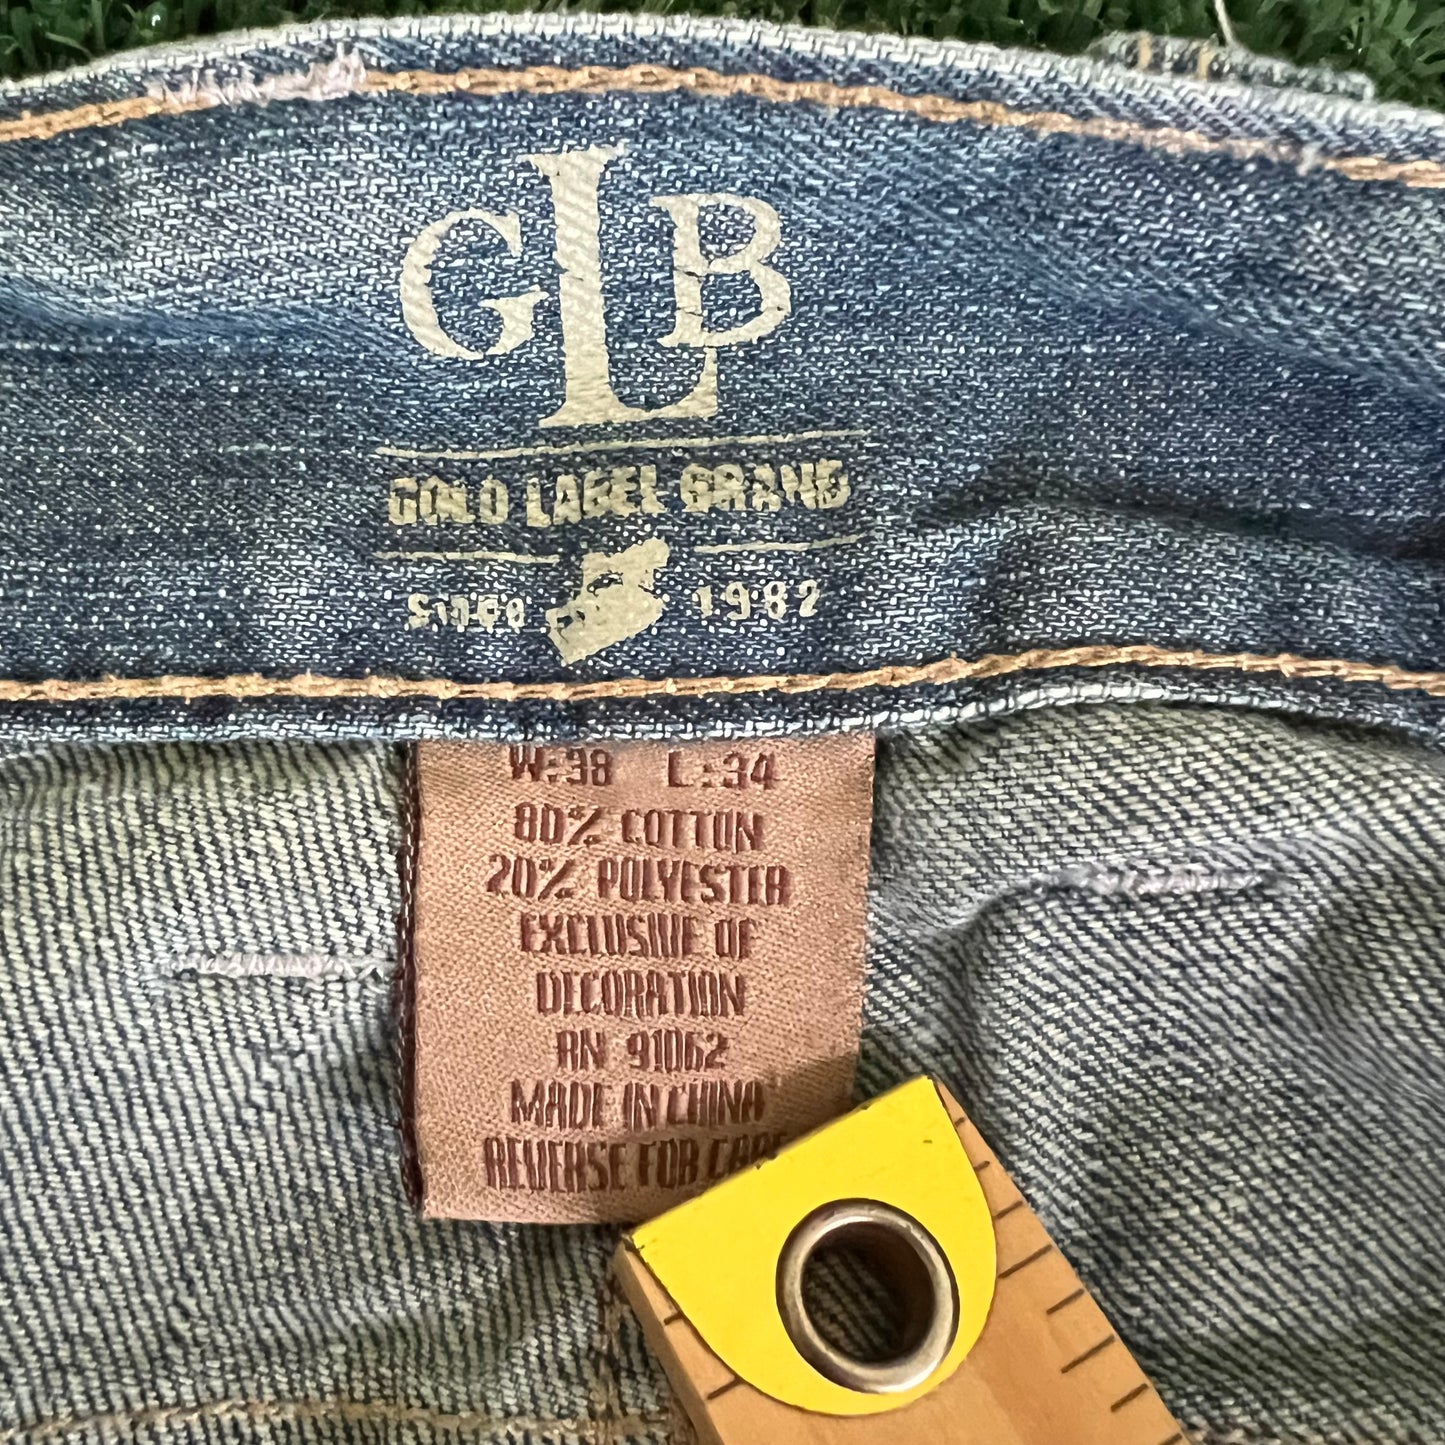 GLB
GOLD LABEL BRAND
SINCE 1982
W:38 L:34
80% COTTON
20% POLYESTER
EXCLUSIVE OF
DECORATION
RN 91062
MADE IN CHINA
REVERSE FOR CARE